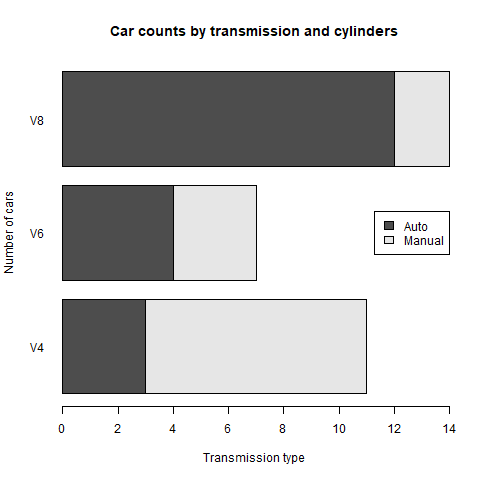 Car counts by transmission and cylinders
Number of cars
V8
V6
V4
Auto
Manual
0 2 4 6 8 10 12 14
Transmission type